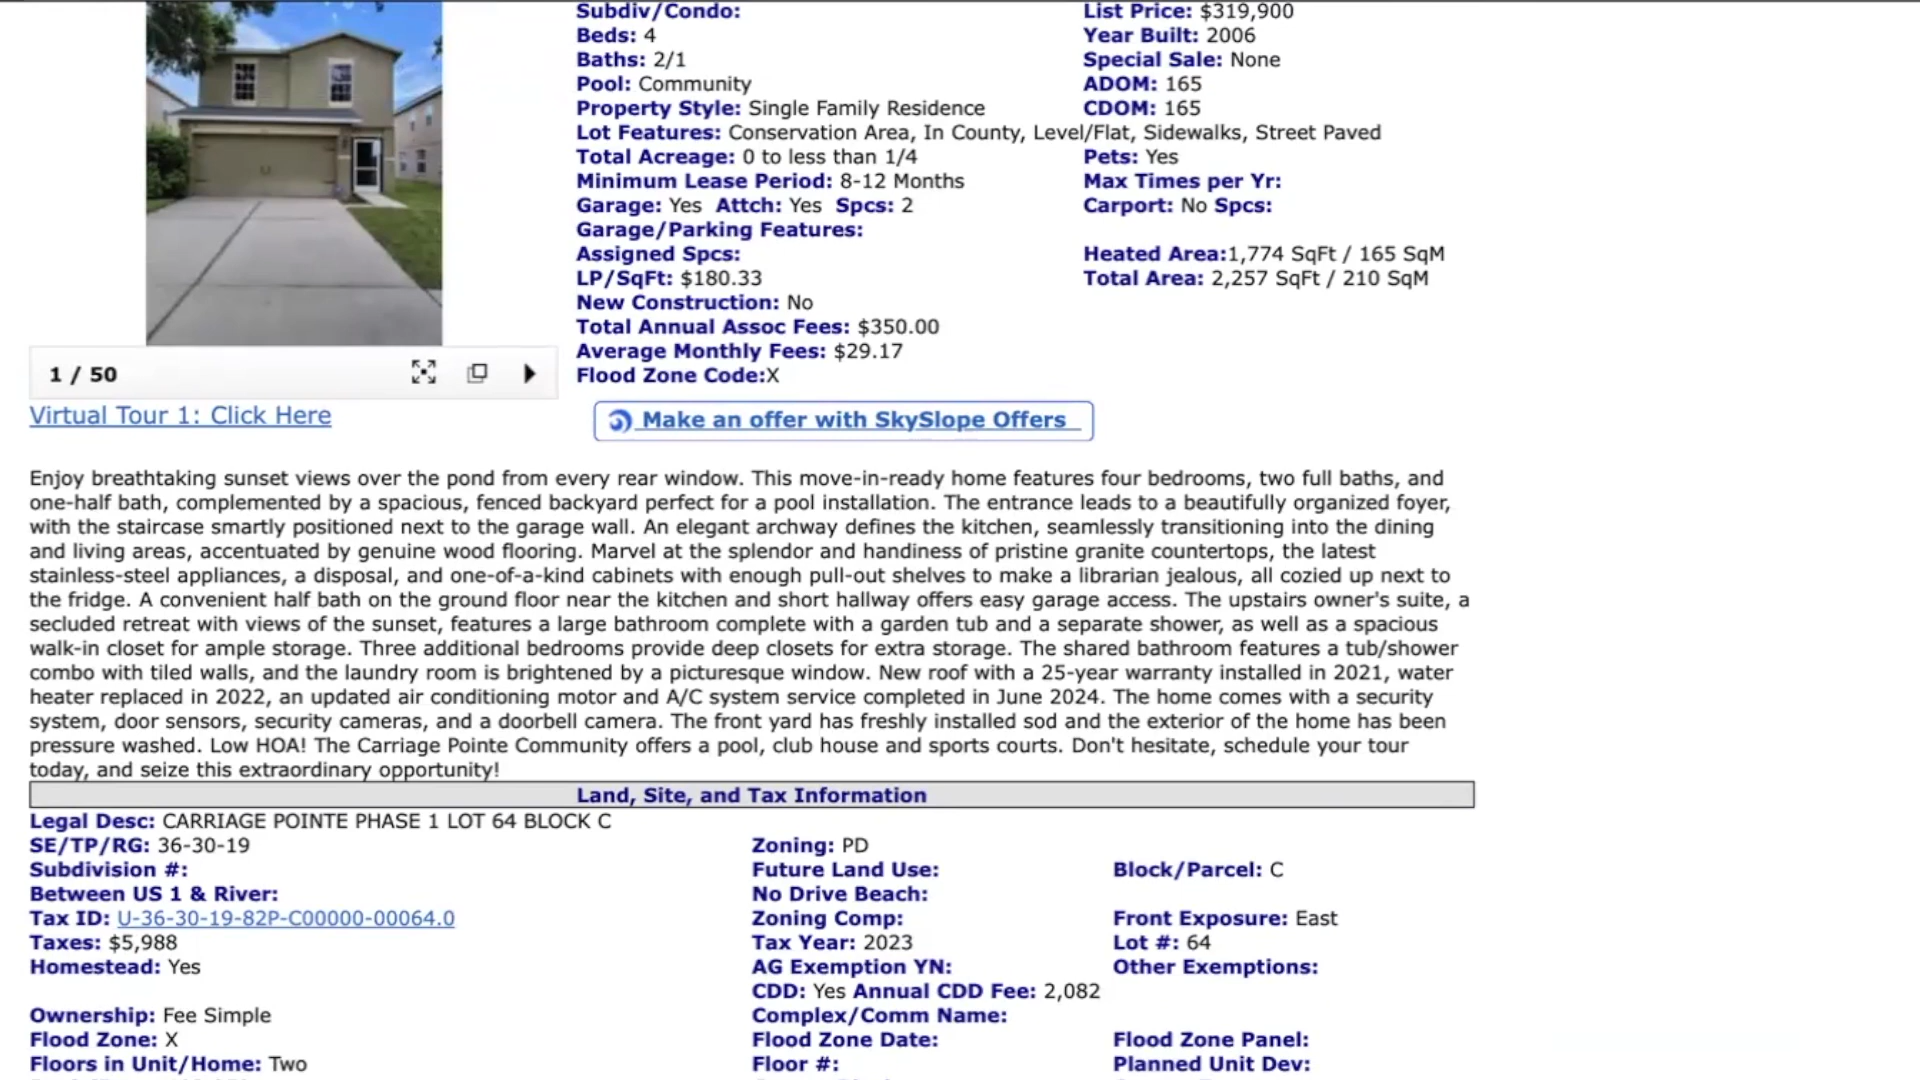 Subdiv/Condo:
List Price: $319,900
Beds: 4
Year Built: 2006
Baths: 2/1
Special Sale: None
Pool: Community
ADOM: 165
Property Style: Single Family Residence
CDOM: 165
Lot Features: Conservation Area, In County, Level/Flat, Sidewalks, Street Paved
Total Acreage: 0 to less than 1/4
Pets: Yes
Minimum Lease Period: 8-12 Months
Max Times per Yr:
Garage: Yes Attch: Yes Spcs: 2
Carport: No Spcs:
Garage/Parking Features:
Assigned Spcs:
Heated Area:1,774 SqFt / 165 SqM
LP/SqFt: $180.33
Total Area: 2,257 SqFt / 210 SqM
New Construction: No
Total Annual Assoc Fees: $350.00
Average Monthly Fees: $29.17
Flood Zone Code:X
1 / 50
Virtual Tour 1: Click Here
Make an offer with SkySlope Offers
Enjoy breathtaking sunset views over the pond from every rear window. This move-in-ready home features four bedrooms, two full baths, and
one-half bath, complemented by a spacious, fenced backyard perfect for a pool installation. The entrance leads to a beautifully organized foyer,
with the staircase smartly positioned next to the garage wall. An elegant archway defines the kitchen, seamlessly transitioning into the dining
and living areas, accentuated by genuine wood flooring. Marvel at the splendor and handiness of pristine granite countertops, the latest
stainless-steel appliances, a disposal, and one-of-a-kind cabinets with enough pull-out shelves to make a librarian jealous, all cozied up next to
the fridge. A convenient half bath on the ground floor near the kitchen and short hallway offers easy garage access. The upstairs owner's suite, a
secluded retreat with views of the sunset, features a large bathroom complete with a garden tub and a separate shower, as well as a spacious
walk-in closet for ample storage. Three additional bedrooms provide deep closets for extra storage. The shared bathroom features a tub/shower
combo with tiled walls, and the laundry room is brightened by a picturesque window. New roof with a 25-year warranty installed in 2021, water
heater replaced in 2022, an updated air conditioning motor and A/C system service completed in June 2024. The home comes with a security
system, door sensors, security cameras, and a doorbell camera. The front yard has freshly installed sod and the exterior of the home has been
pressure washed. Low HOA! The Carriage Pointe Community offers a pool, club house and sports courts. Don't hesitate, schedule your tour
today, and seize this extraordinary opportunity!
Land, Site, and Tax Information
Legal Desc: CARRIAGE POINTE PHASE 1 LOT 64 BLOCK C
SE/TP/RG: 36-30-19
Zoning: PD
Subdivision #:
Future Land Use:
Block/Parcel: C
Between US 1 & River:
No Drive Beach:
Tax ID: U-36-30-19-82P-C00000-00064.0
Zoning Comp:
Front Exposure: East
Taxes: $5,988
Tax Year: 2023
Lot #: 64
Homestead: Yes
AG Exemption YN:
Other Exemptions:
CDD: Yes Annual CDD Fee: 2,082
Ownership: Fee Simple
Complex/Comm Name:
Flood Zone: X
Flood Zone Date:
Flood Zone Panel:
Floors in Unit/Home: Two
Floor #:
Planned Unit Dev: